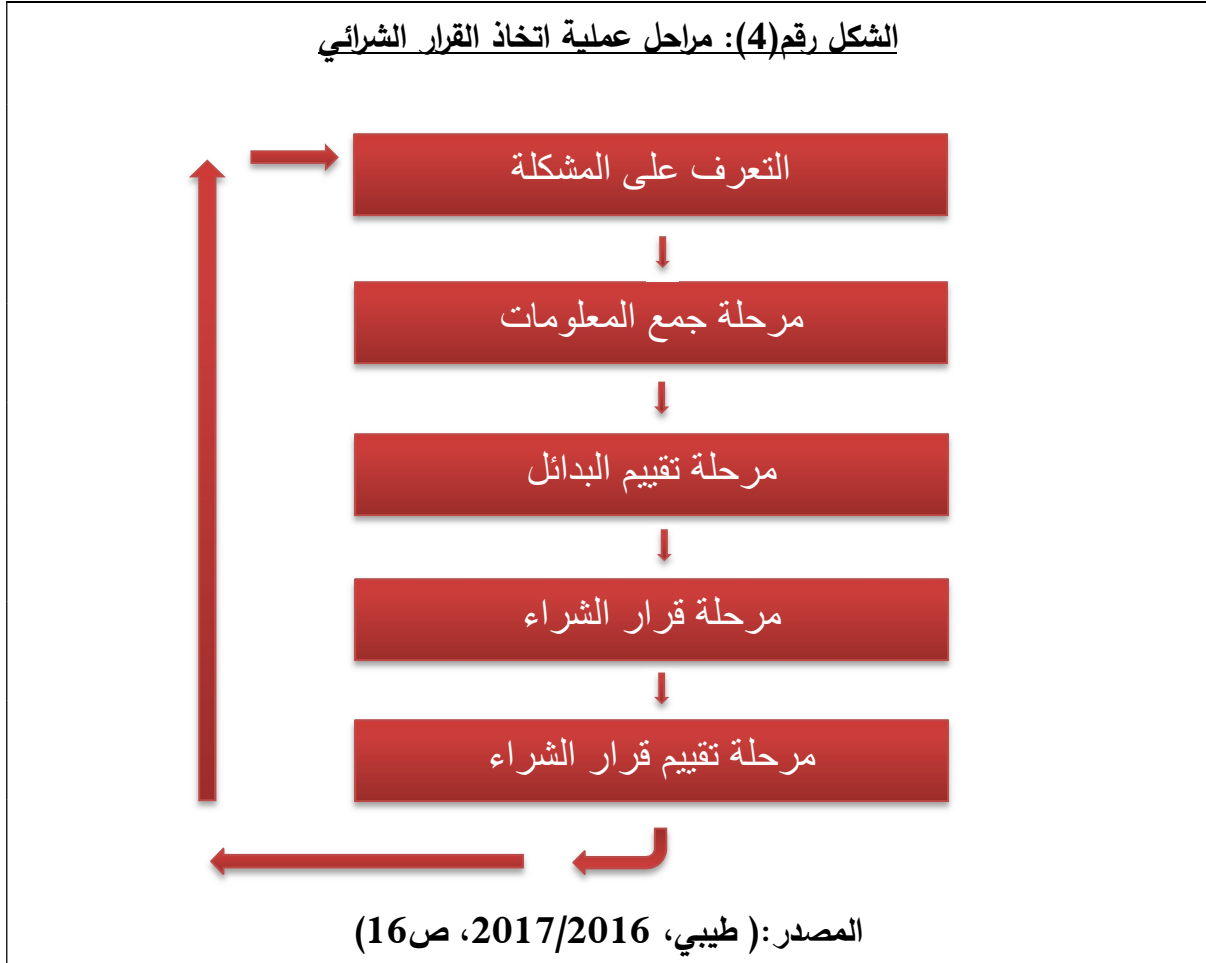 الشكل رقم(4): مراحل عملية اتخاذ القرار الشرائي
التعرف على المشكلة
مرحلة جمع المعلومات
مرحلة تقييم البدائل
مرحلة قرار الشراء
مرحلة تقييم قرار الشراء
المصدر:( طيبي، 2017/2016، ص16)